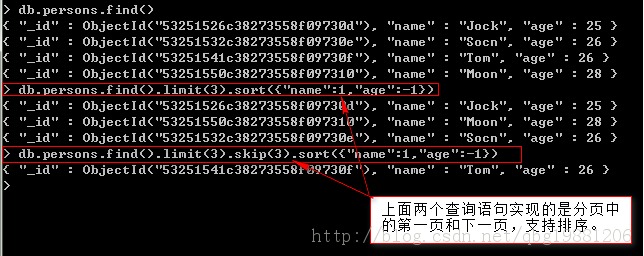 > db.persons.find()
{ "_id" : ObjectId("53251526c38273558f09730d"), "name" : "Jock", "age" : 25 }
{ "_id" : ObjectId("53251532c38273558f09730e"), "name" : "Socn", "age" : 26 }
{ "_id" : ObjectId("53251541c38273558f09730f"), "name" : "Tom", "age" : 26 }
{ "_id" : ObjectId("53251550c38273558f097310"), "name" : "Moon", "age" : 28 }
> db.persons.find().limit(3).sort({"name":1,"age":-1})
{ "_id" : ObjectId("53251526c38273558f09730d"), "name" : "Jock", "age" : 25 }
{ "_id" : ObjectId("53251550c38273558f097310"), "name" : "Moon", "age" : 28 }
{ "_id" : ObjectId("53251532c38273558f09730e"), "name" : "Socn", "age" : 26 }
> db.persons.find().limit(3).skip(3).sort({"name":1,"age":-1})
{ "_id" : ObjectId("53251541c38273558f09730f"), "name" : "Tom", "age" : 26 }
>
上面两个查询语句实现的是分页中
的第一页和下一页，支持排序。
http://blog.csdn.net/qbg19881206